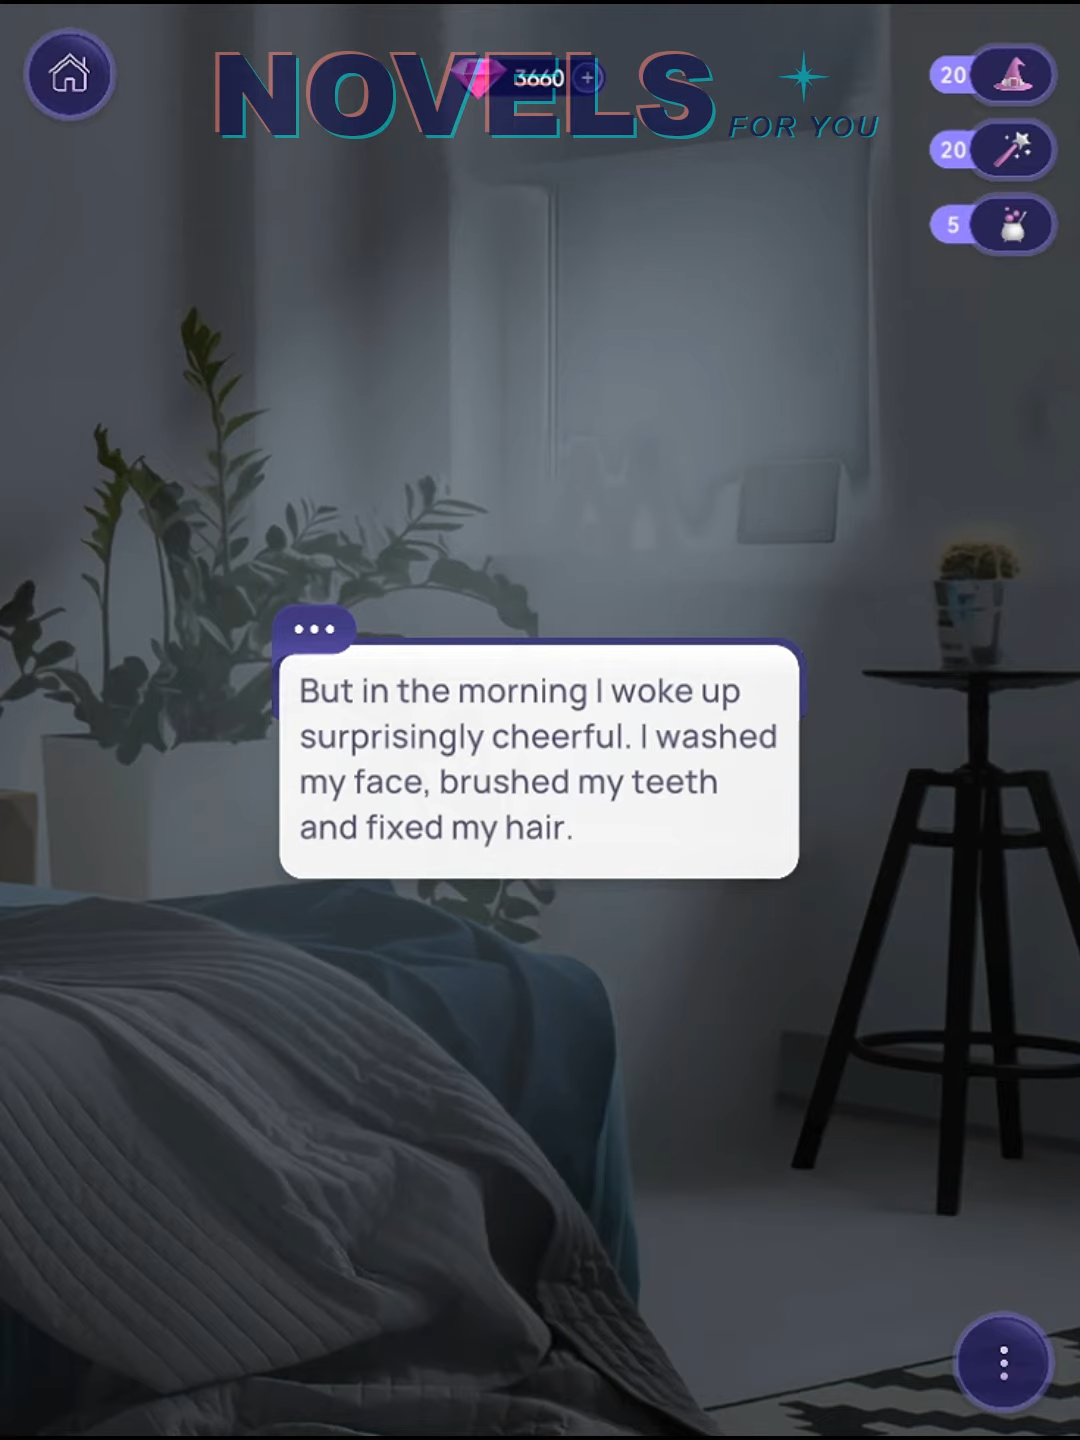 NOVELS
FOR YOU
3660 +
20
20
5
But in the morning I woke up
surprisingly cheerful. I washed
my face, brushed my teeth
and fixed my hair.